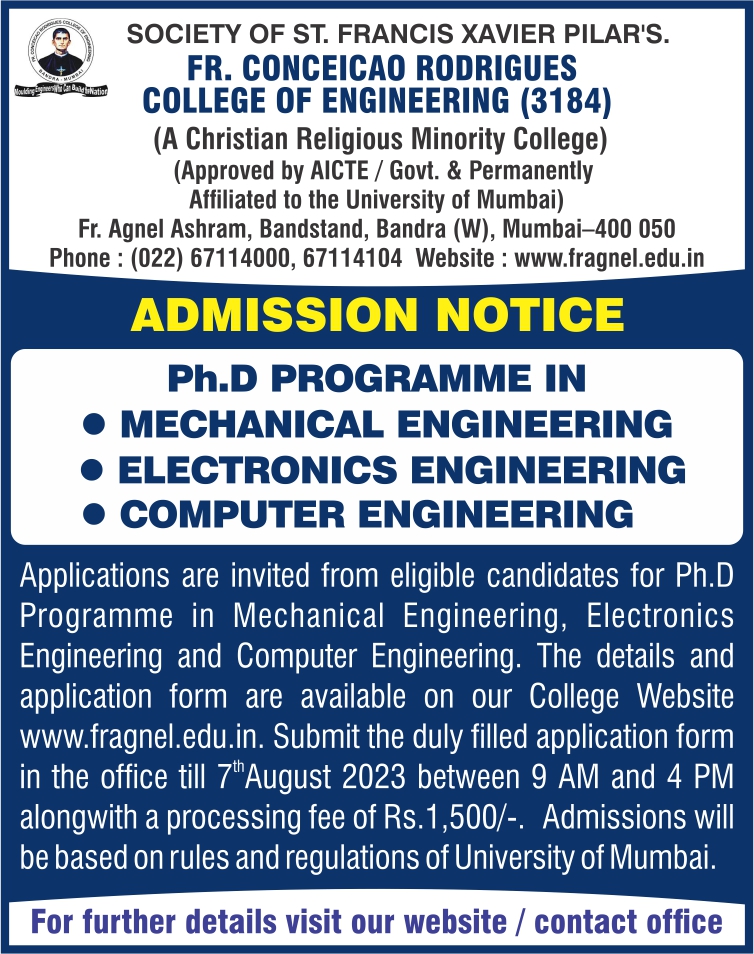 FR. CONCEICAO RODRIGUES COLLEGE OF ENGINEERING
BANDRA - MUMBAI
Moulding Engineers Who Can Build the Nation
SOCIETY OF ST. FRANCIS XAVIER PILAR'S.
FR. CONCEICAO RODRIGUES
COLLEGE OF ENGINEERING (3184)
(A Christian Religious Minority College)
(Approved by AICTE / Govt. & Permanently
Affiliated to the University of Mumbai)
Fr. Agnel Ashram, Bandstand, Bandra (W), Mumbai–400 050
Phone : (022) 67114000, 67114104 Website : www.fragnel.edu.in
ADMISSION NOTICE
Ph.D PROGRAMME IN
● MECHANICAL ENGINEERING
● ELECTRONICS ENGINEERING
● COMPUTER ENGINEERING
Applications are invited from eligible candidates for Ph.D
Programme in Mechanical Engineering, Electronics
Engineering and Computer Engineering. The details and
application form are available on our College Website
www.fragnel.edu.in. Submit the duly filled application form
in the office till 7th August 2023 between 9 AM and 4 PM
alongwith a processing fee of Rs.1,500/-. Admissions will
be based on rules and regulations of University of Mumbai.
For further details visit our website / contact office